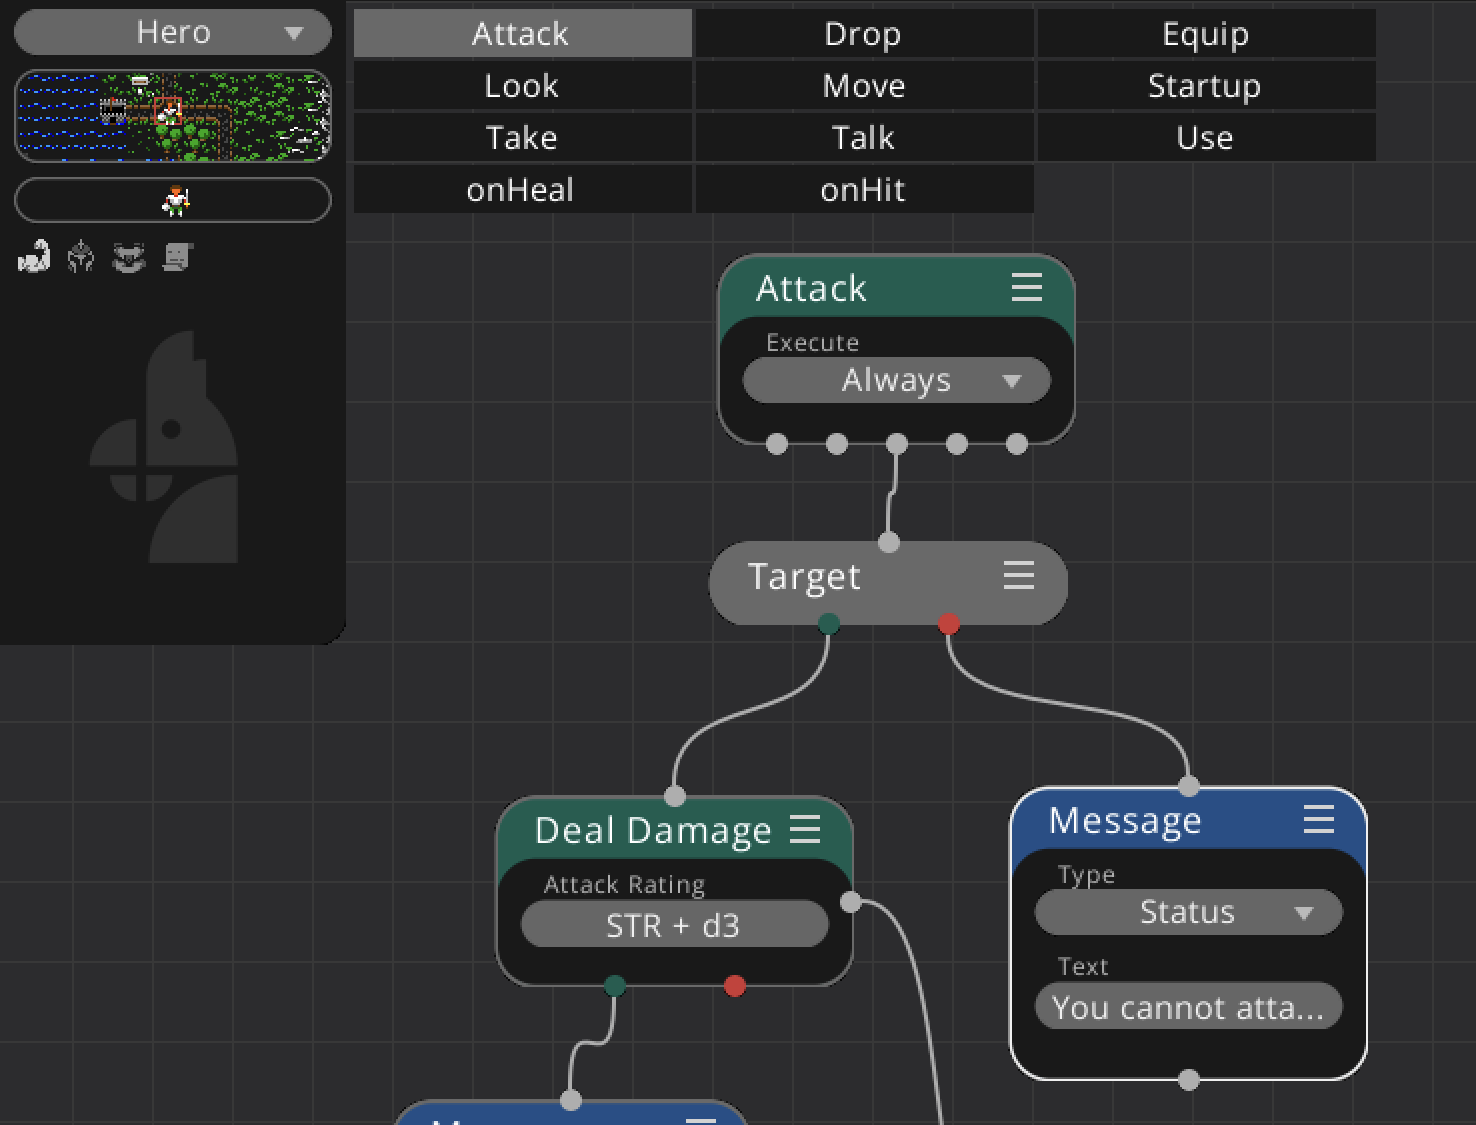 Hero
Attack Drop Equip
Look Move Startup
Take Talk Use
onHeal onHit
Attack
Execute
Always
Target
Deal Damage
Attack Rating
STR + d3
Message
Type
Status
Text
You cannot atta...